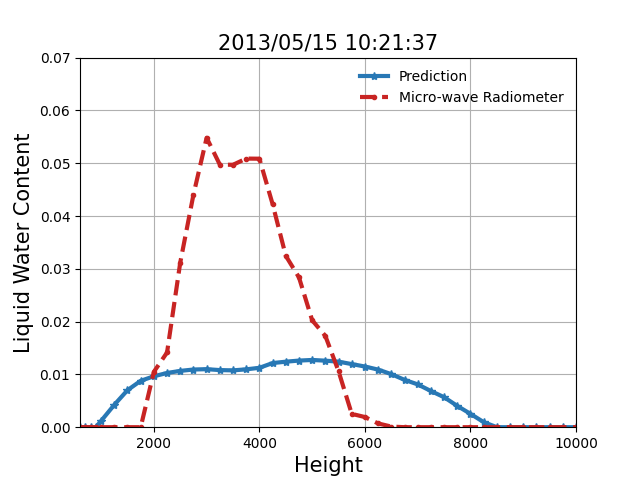 2013/05/15 10:21:37
0.07
0.06
0.05
0.04
0.03
0.02
0.01
0.00
Liquid Water Content
Prediction
Micro-wave Radiometer
2000 4000 6000 8000 10000
Height